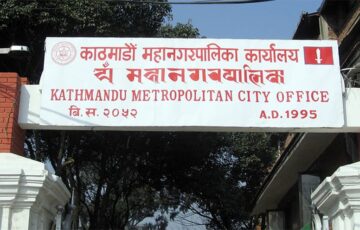 काठमाडौं महानगरपालिका कार्यालय
KATHMANDU METROPOLITAN CITY OFFICE
बि.स. २०५२ A.D. 1995